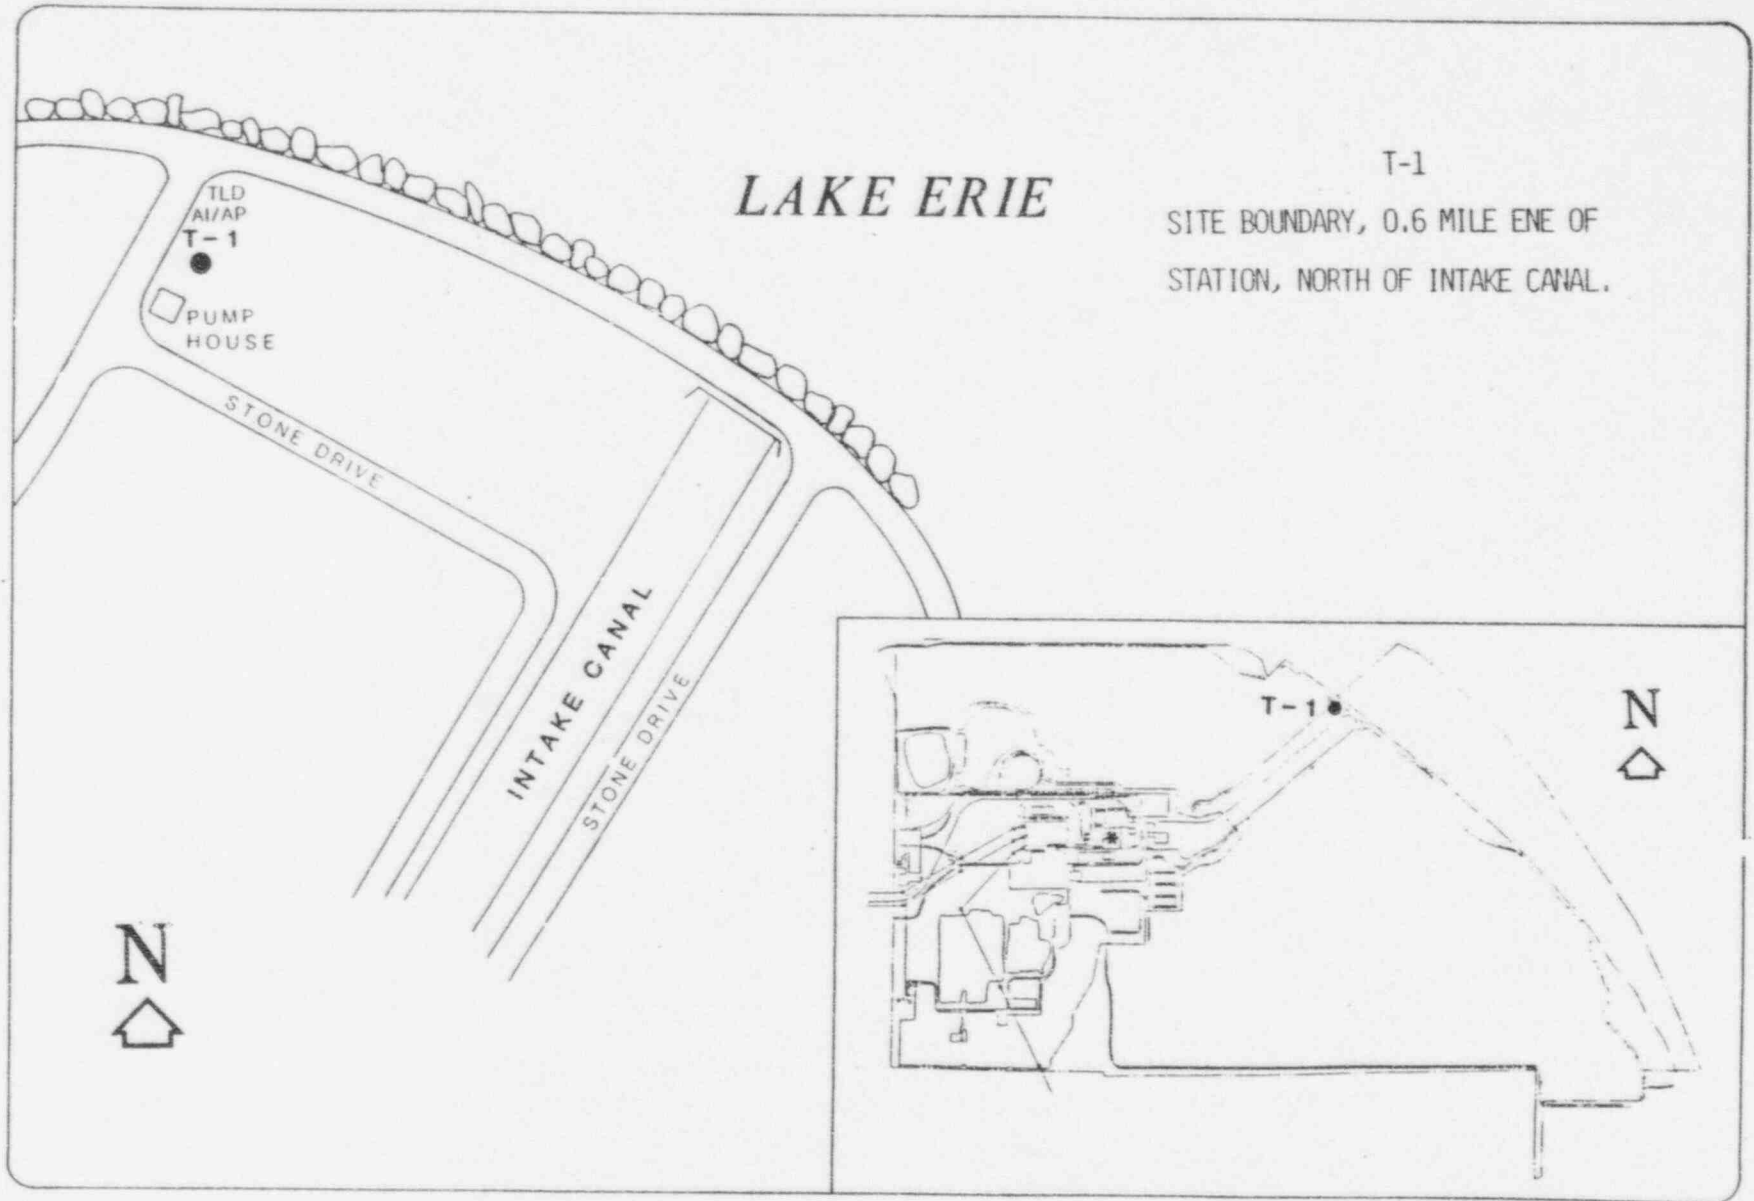 LAKE ERIE
T-1
SITE BOUNDARY, 0.6 MILE ENE OF
STATION, NORTH OF INTAKE CANAL.
TLD
AI/AP
T-1
PUMP
HOUSE
STONE DRIVE
INTAKE CANAL
STONE DRIVE
N
T-1
N
*